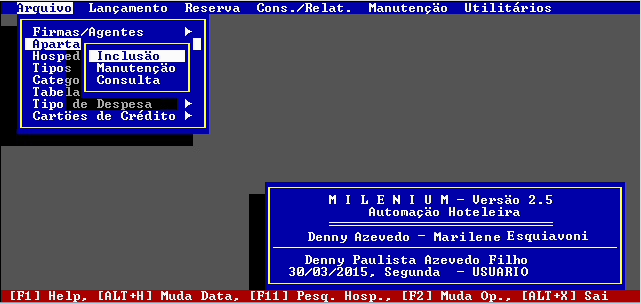 Arquivo Lançamento Reserva Cons./Relat. Manutenção Utilitários
Firmas/Agentes
Aparta
Hosped
Tipos
Catego
Tabela
Tipo de Despesa
Cartões de Crédito
Inclusão
Manutenção
Consulta
M I L E N I U M - Versão 2.5
Automação Hoteleira
Denny Azevedo - Marilene Esquiavoni
Denny Paulista Azevedo Filho
30/03/2015, Segunda - USUARIO
[F1] Help, [ALT+H] Muda Data, [F11] Pesq. Hosp., [F2] Muda Op., [ALT+X] Sai